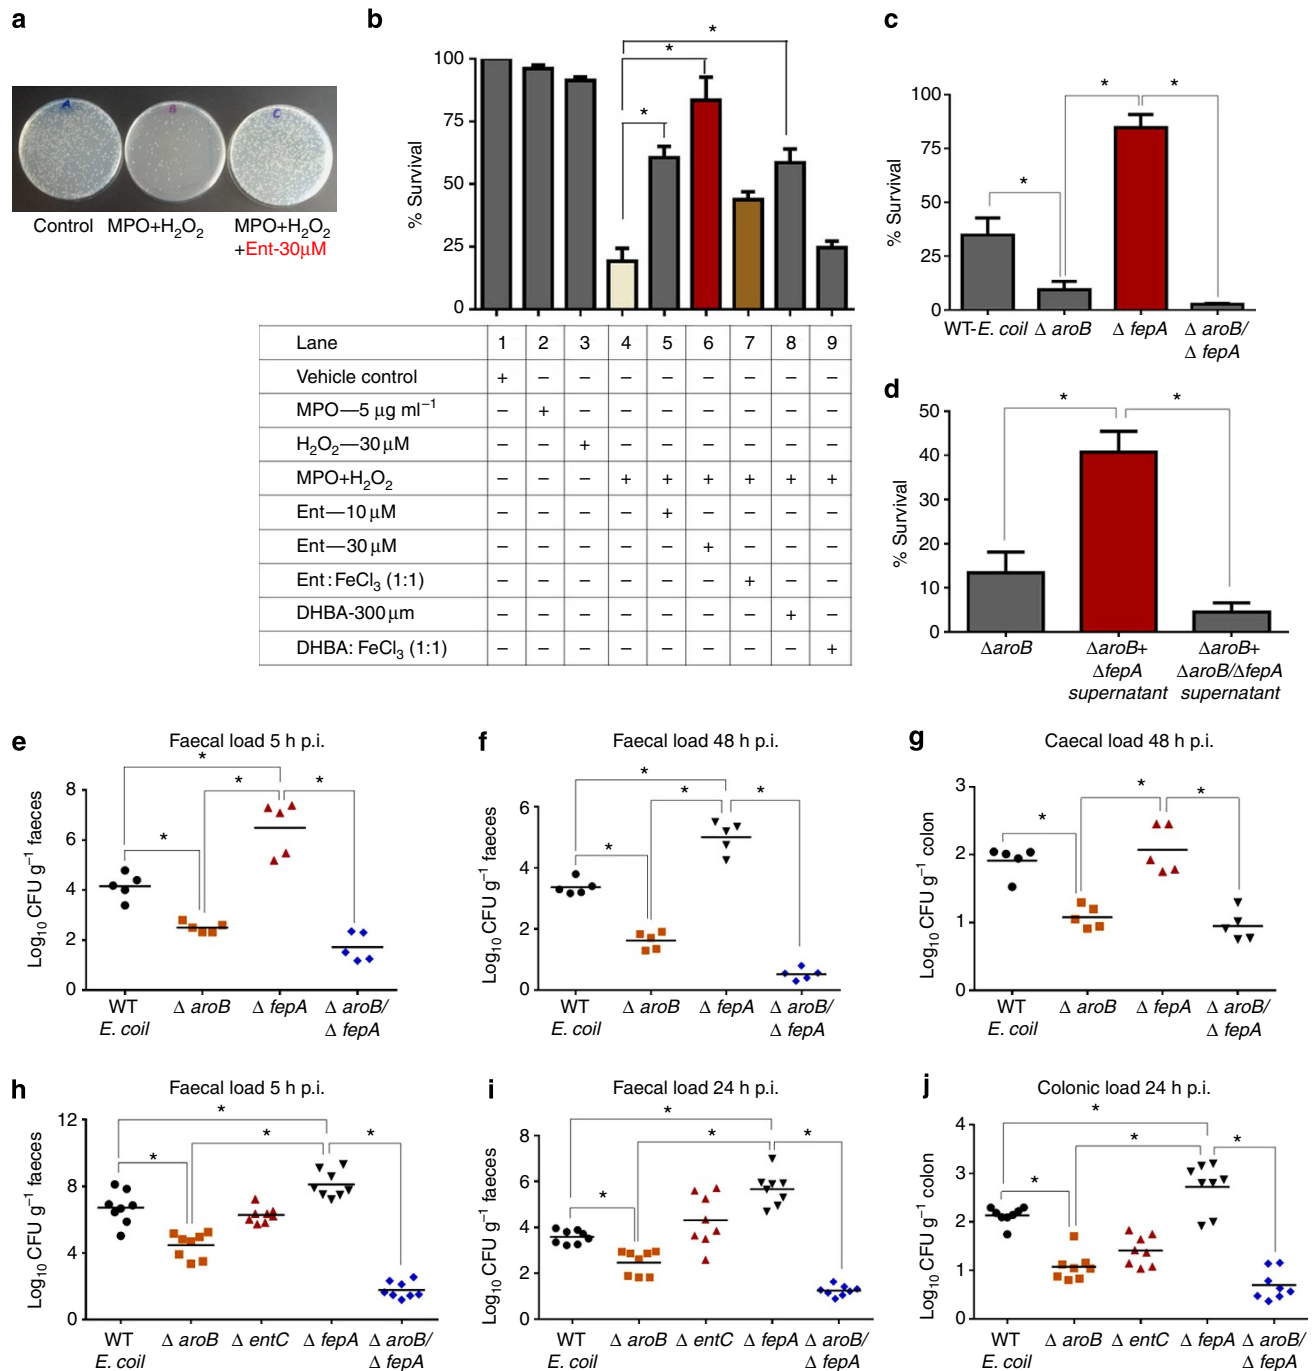 a
A B C
Control MPO+H2O2 MPO+H2O2
+Ent-30µM
b
* * *
% Survival
100
75
50
25
0
Lane 1 2 3 4 5 6 7 8 9
Vehicle control + – – – – – – – –
MPO—5 µg ml⁻¹ – + – – – – – – –
H2O2—30 µM – – + – – – – – –
MPO+H2O2 – – – + + + + + +
Ent—10 µM – – – – + – – – –
Ent—30 µM – – – – – + – – –
Ent:FeCl3 (1:1) – – – – – – + – –
DHBA-300 µm – – – – – – – + –
DHBA: FeCl3 (1:1) – – – – – – – – +
c
* * *
% Survival
100
75
50
25
0
WT-E. coil Δ aroB Δ fepA Δ aroB/
Δ fepA
d
* *
% Survival
50
40
30
20
10
0
ΔaroB ΔaroB+ ΔaroB+
ΔfepA ΔaroB/ΔfepA
supernatant supernatant
e
Faecal load 5 h p.i.
* * * *
Log10 CFU g⁻¹ faeces
8
6
4
2
0
WT Δ aroB Δ fepA Δ aroB/
E. coil Δ fepA
f
Faecal load 48 h p.i.
* * * *
Log10 CFU g⁻¹ faeces
6
4
2
0
WT Δ aroB Δ fepA Δ aroB/
E. coil Δ fepA
g
Caecal load 48 h p.i.
* * *
Log10 CFU g⁻¹ colon
3
2
1
0
WT Δ aroB Δ fepA Δ aroB/
E. coil Δ fepA
h
Faecal load 5 h p.i.
* * * *
Log10 CFU g⁻¹ faeces
12
8
4
0
WT Δ aroB Δ entC Δ fepA Δ aroB/
E. coil Δ fepA
i
Faecal load 24 h p.i.
* * * *
Log10 CFU g⁻¹ faeces
8
6
4
2
0
WT Δ aroB Δ entC Δ fepA Δ aroB/
E. coil Δ fepA
j
Colonic load 24 h p.i.
* * * *
Log10 CFU g⁻¹ colon
4
3
2
1
0
WT Δ aroB Δ entC Δ fepA Δ aroB/
E. coil Δ fepA